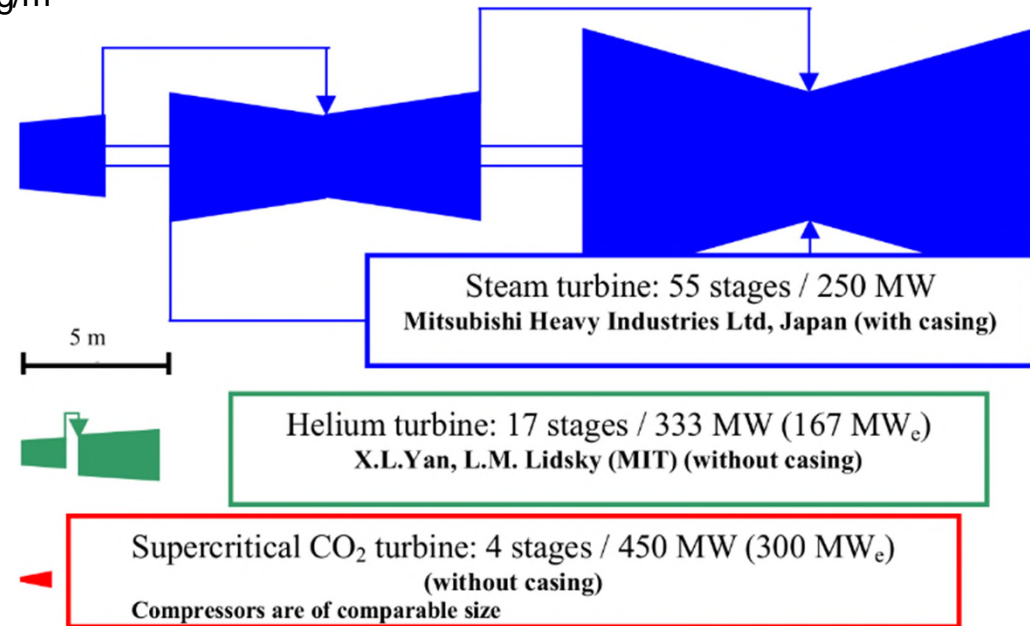 g/m
Steam turbine: 55 stages / 250 MW
Mitsubishi Heavy Industries Ltd, Japan (with casing)
5 m
Helium turbine: 17 stages / 333 MW (167 MWₑ)
X.L.Yan, L.M. Lidsky (MIT) (without casing)
Supercritical CO₂ turbine: 4 stages / 450 MW (300 MWₑ)
(without casing)
Compressors are of comparable size